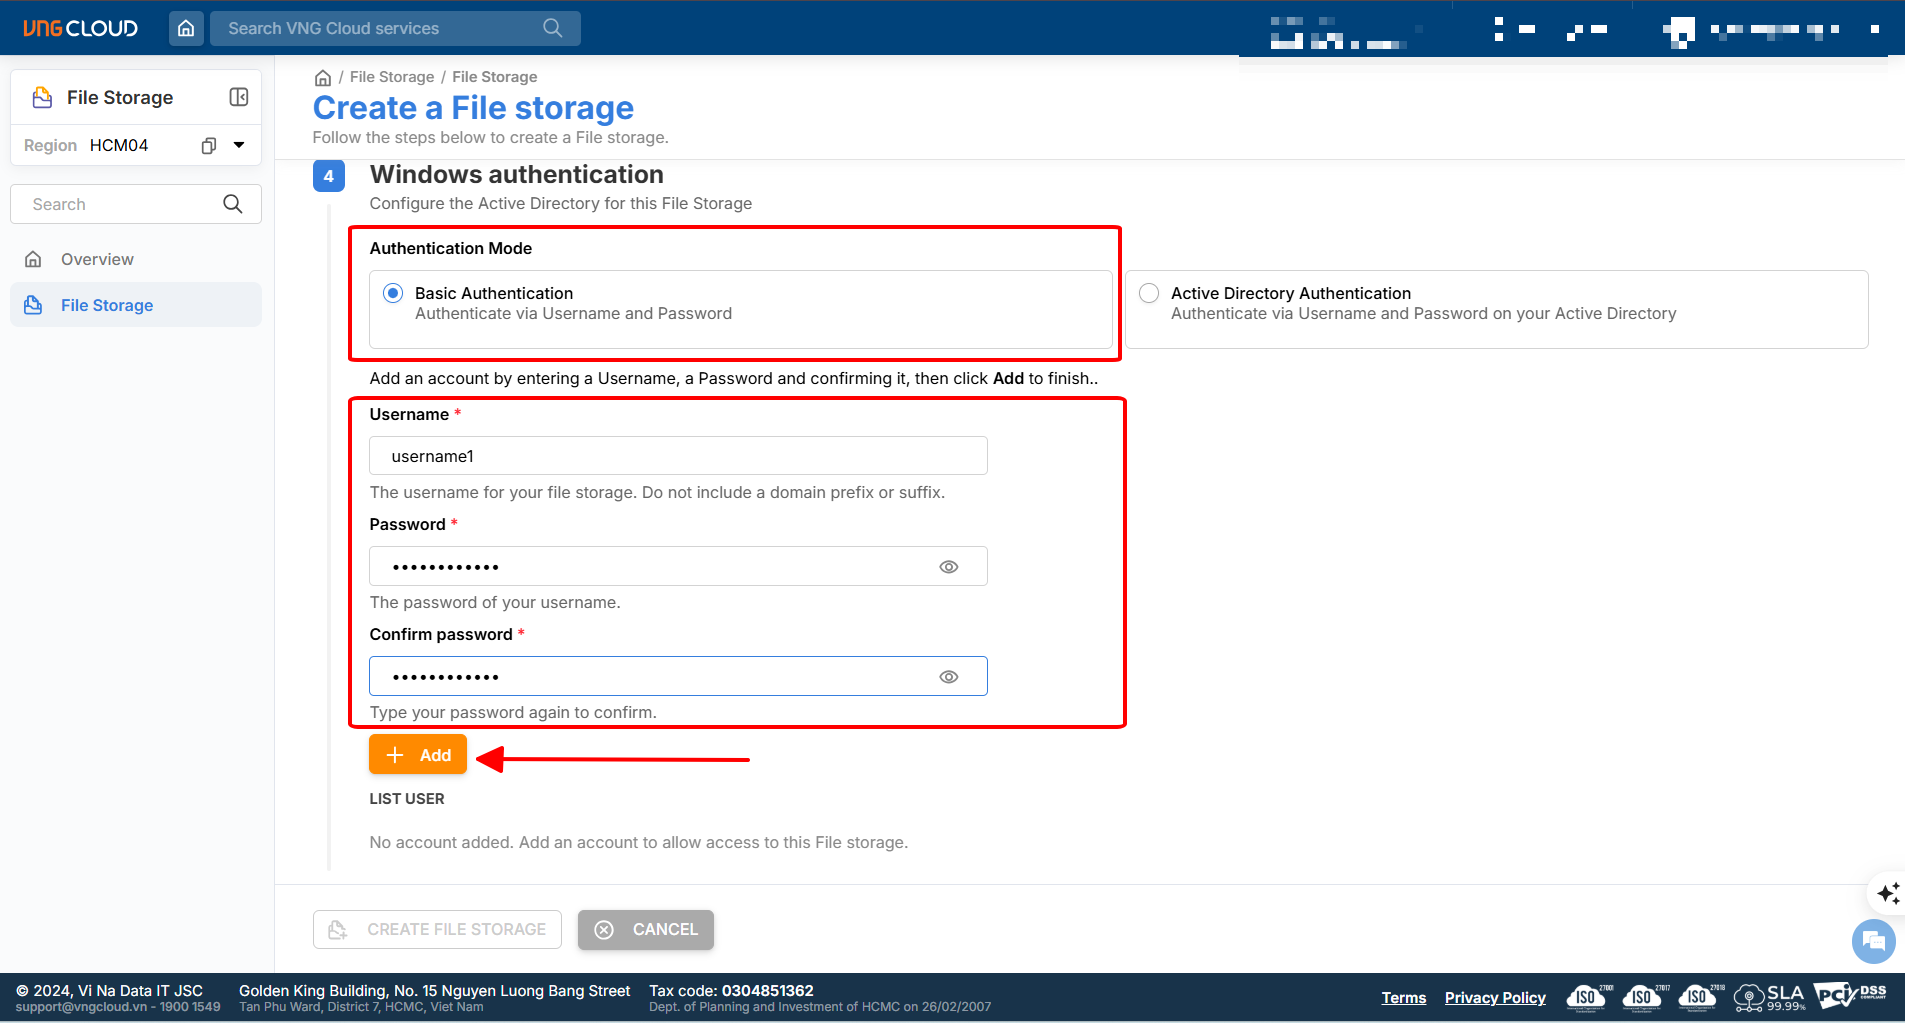 VNG CLOUD
Search VNG Cloud services
File Storage
Region HCM04
Search
Overview
File Storage
/ File Storage / File Storage
Create a File storage
Follow the steps below to create a File storage.
4 Windows authentication
Configure the Active Directory for this File Storage
Authentication Mode
Basic Authentication
Authenticate via Username and Password
Active Directory Authentication
Authenticate via Username and Password on your Active Directory
Add an account by entering a Username, a Password and confirming it, then click Add to finish..
Username *
username1
The username for your file storage. Do not include a domain prefix or suffix.
Password *
••••••••••••
The password of your username.
Confirm password *
••••••••••••
Type your password again to confirm.
+ Add
LIST USER
No account added. Add an account to allow access to this File storage.
CREATE FILE STORAGE
CANCEL
© 2024, Vi Na Data IT JSC
support@vngcloud.vn - 1900 1549
Golden King Building, No. 15 Nguyen Luong Bang Street
Tan Phu Ward, District 7, HCMC, Viet Nam
Tax code: 0304851362
Dept. of Planning and Investment of HCMC on 26/02/2007
Terms
Privacy Policy
ISO 27001
ISO 27017
ISO 27018
SLA
99.99%
PCI DSS
COMPLIANT